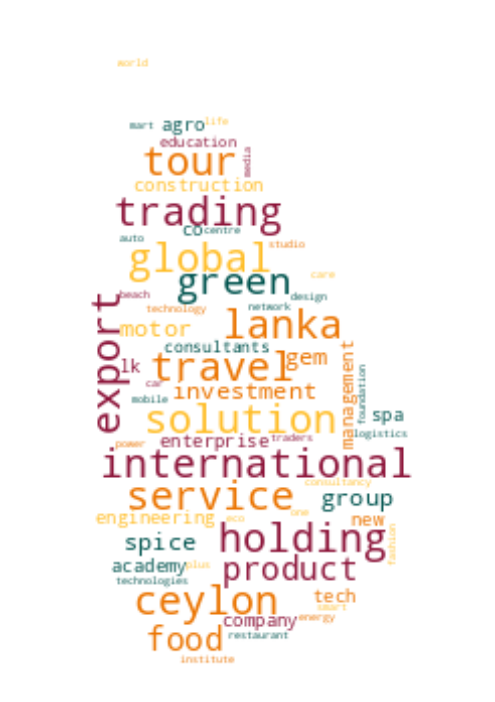 world
mart agro life
education
tour media
construction
trading
co centre
auto studio
global
green care
beach design
technology network
export
motor lanka
consultants
lk travel gem
car investment management
mobile foundation
solution spa
enterprise traders logistics
power
international
consultancy
service group
engineering eco one new
spice holding fashion
academy plus product
technologies
ceylon tech
smart
company energy
food restaurant
institute